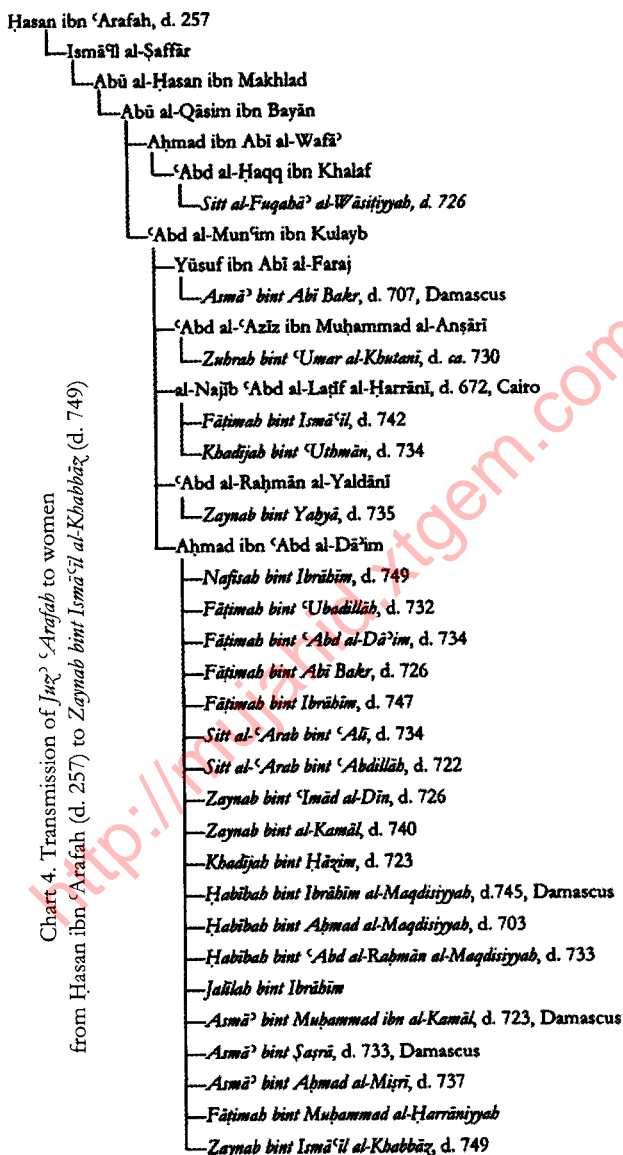 Ḥasan ibn ʿArafah, d. 257
Ismāʿīl al-Ṣaffār
Abū al-Ḥasan ibn Makhlad
Abū al-Qāsim ibn Bayān
Aḥmad ibn Abī al-Wafāʾ
ʿAbd al-Ḥaqq ibn Khalaf
Sitt al-Fuqahāʾ al-Wāsiṭiyyah, d. 726
ʿAbd al-Munʿim ibn Kulayb
Yūsuf ibn Abī al-Faraj
Asmāʾ bint Abī Bakr, d. 707, Damascus
ʿAbd al-ʿAzīz ibn Muḥammad al-Anṣārī
Zuhrah bint ʿUmar al-Khutanī, d. ca. 730
al-Najīb ʿAbd al-Laṭīf al-Ḥarrānī, d. 672, Cairo
Fāṭimah bint Ismāʿīl, d. 742
Khadījah bint ʿUthmān, d. 734
ʿAbd al-Raḥmān al-Yaldānī
Zaynab bint Yaḥyā, d. 735
Aḥmad ibn ʿAbd al-Dāʾim
Nafīsah bint Ibrāhīm, d. 749
Fāṭimah bint ʿUbadillāh, d. 732
Fāṭimah bint ʿAbd al-Dāʾim, d. 734
Fāṭimah bint Abī Bakr, d. 726
Fāṭimah bint Ibrāhīm, d. 747
Sitt al-ʿArab bint ʿAlī, d. 734
Sitt al-ʿArab bint ʿAbdillāh, d. 722
Zaynab bint ʿImād al-Dīn, d. 726
Zaynab bint al-Kamāl, d. 740
Khadījah bint Ḥāzim, d. 723
Ḥabībah bint Ibrāhīm al-Maqdisiyyah, d.745, Damascus
Ḥabībah bint Aḥmad al-Maqdisiyyah, d. 703
Ḥabībah bint ʿAbd al-Raḥmān al-Maqdisiyyah, d. 733
Jalīlah bint Ibrāhīm
Asmāʾ bint Muḥammad ibn al-Kamāl, d. 723, Damascus
Asmāʾ bint Ṣaṣrā, d. 733, Damascus
Asmāʾ bint Aḥmad al-Miṣrī, d. 737
Fāṭimah bint Muḥammad al-Ḥarrāniyyah
Zaynab bint Ismāʿīl al-Khabbāz, d. 749
Chart 4. Transmission of Juzʾ ʿArafah to women
from Ḥasan ibn ʿArafah (d. 257) to Zaynab bint Ismāʿīl al-Khabbāz (d. 749)
http://mujahid.xtgem.com